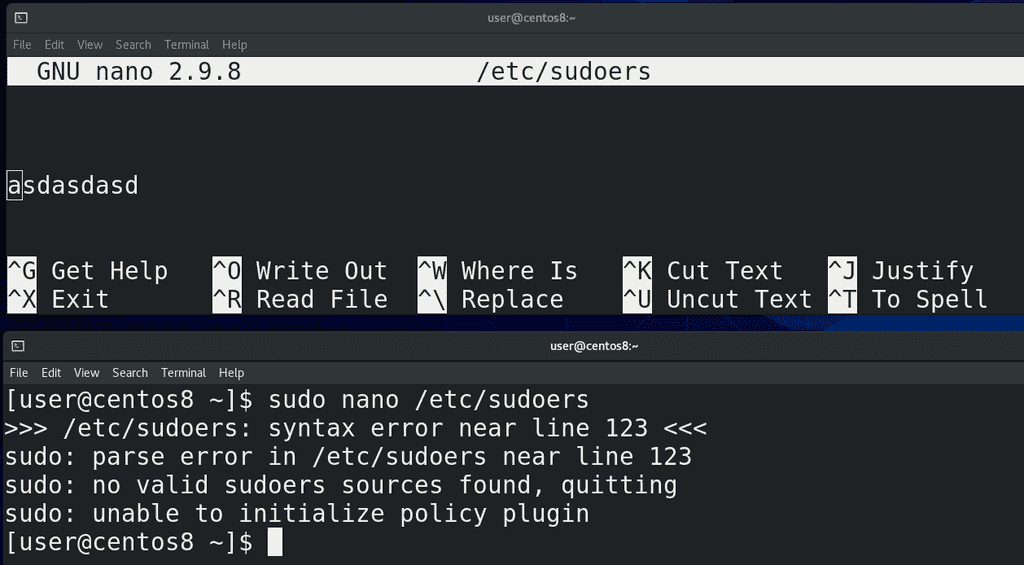 user@centos8:~
File Edit View Search Terminal Help
GNU nano 2.9.8 /etc/sudoers
asdasdasd
^G Get Help ^O Write Out ^W Where Is ^K Cut Text ^J Justify
^X Exit ^R Read File ^\ Replace ^U Uncut Text ^T To Spell
user@centos8:~
File Edit View Search Terminal Help
[user@centos8 ~]$ sudo nano /etc/sudoers
>>> /etc/sudoers: syntax error near line 123 <<<
sudo: parse error in /etc/sudoers near line 123
sudo: no valid sudoers sources found, quitting
sudo: unable to initialize policy plugin
[user@centos8 ~]$